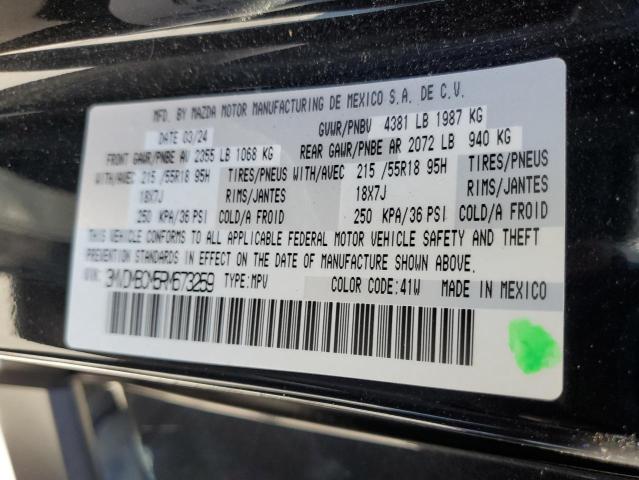 MFD. BY MAZDA MOTOR MANUFACTURING DE MEXICO S.A. DE C.V.
DATE 03/24 GVWR/PNBV 4381 LB 1987 KG
FRONT GAWR/PNBE AV 2355 LB 1068 KG REAR GAWR/PNBE AR 2072 LB 940 KG
WITH/AVEC 215 /55R18 95H TIRES/PNEUS WITH/AVEC 215 /55R18 95H TIRES/PNEUS
18X7J RIMS/JANTES 18X7J RIMS/JANTES
250 KPA/36 PSI COLD/A FROID 250 KPA/36 PSI COLD/A FROID
THIS VEHICLE CONFORMS TO ALL APPLICABLE FEDERAL MOTOR VEHICLE SAFETY AND THEFT
PREVENTION STANDARDS IN EFFECT ON THE DATE OF MANUFACTURE SHOWN ABOVE.
VIN: 3MVDMBCM5RM673259 TYPE: MPV COLOR CODE: 41W MADE IN MEXICO